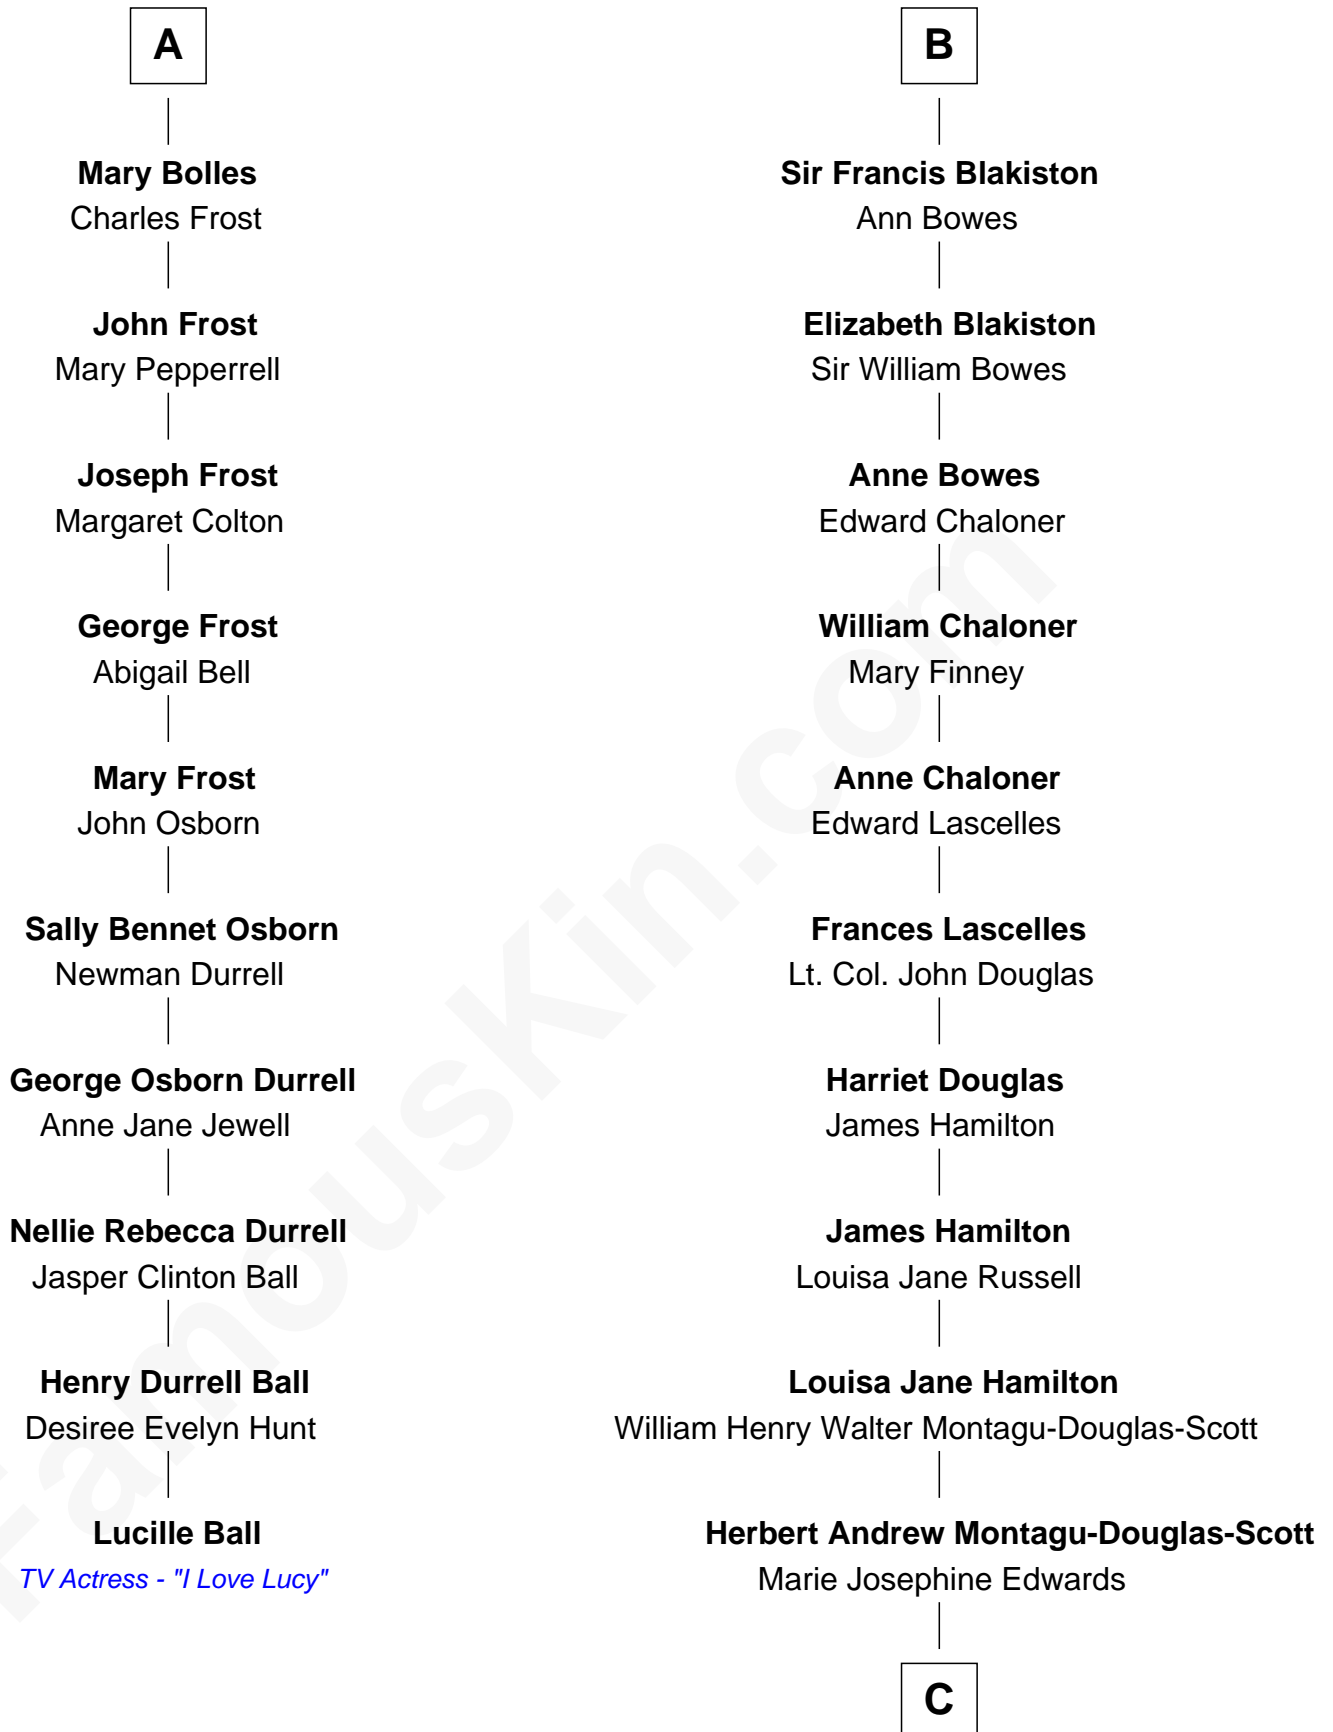 A
Mary Bolles
Charles Frost
John Frost
Mary Pepperrell
Joseph Frost
Margaret Colton
George Frost
Abigail Bell
Mary Frost
John Osborn
Sally Bennet Osborn
Newman Durrell
George Osborn Durrell
Anne Jane Jewell
Nellie Rebecca Durrell
Jasper Clinton Ball
Henry Durrell Ball
Desiree Evelyn Hunt
Lucille Ball
TV Actress - "I Love Lucy"
B
Sir Francis Blakiston
Ann Bowes
Elizabeth Blakiston
Sir William Bowes
Anne Bowes
Edward Chaloner
William Chaloner
Mary Finney
Anne Chaloner
Edward Lascelles
Frances Lascelles
Lt. Col. John Douglas
Harriet Douglas
James Hamilton
James Hamilton
Louisa Jane Russell
Louisa Jane Hamilton
William Henry Walter Montagu-Douglas-Scott
Herbert Andrew Montagu-Douglas-Scott
Marie Josephine Edwards
C
FamousKin.com